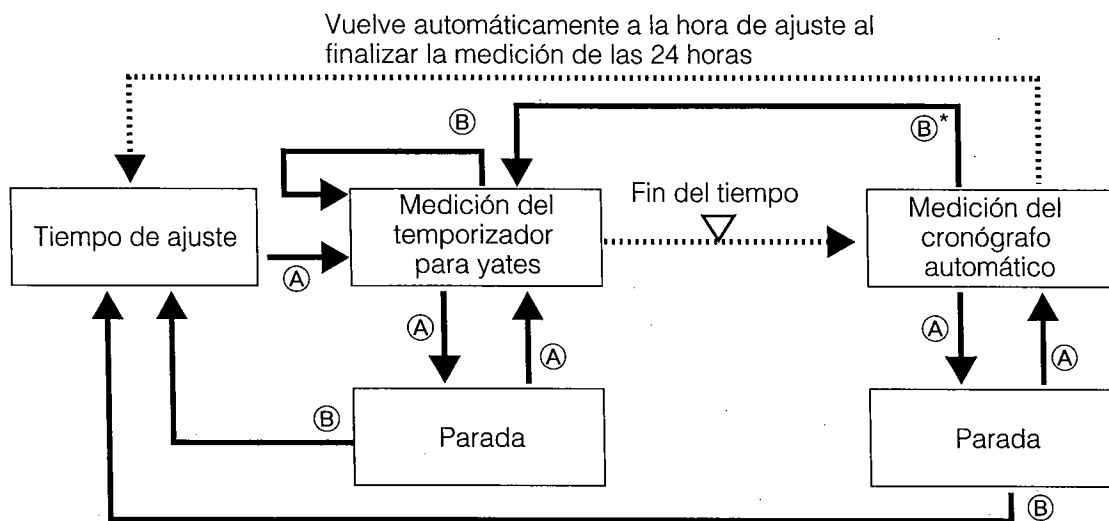 Vuelve automáticamente a la hora de ajuste al
finalizar la medición de las 24 horas
Ⓑ
Ⓑ*
Tiempo de ajuste
Ⓐ
Medición del
temporizador
para yates
Fin del tiempo
Medición del
cronógrafo
automático
Ⓐ
Ⓐ
Ⓐ
Ⓐ
Ⓑ
Parada
Parada
Ⓑ